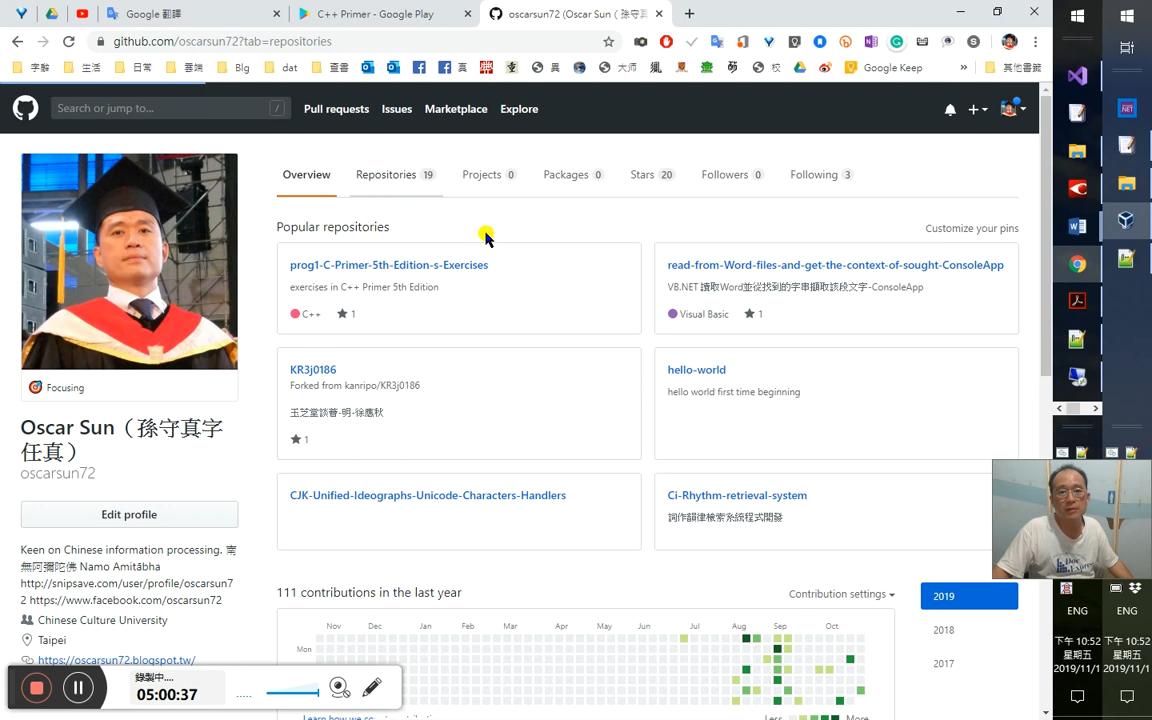 Google 翻譯
C++ Primer - Google Play
oscarsun72 (Oscar Sun (孫守
github.com/oscarsun72?tab=repositories
字辭 生活 日常 雲端 Blg dat 查書 真 異 大师 校 Google Keep » 其他書籤
Search or jump to... /
Pull requests Issues Marketplace Explore
Overview Repositories 19 Projects 0 Packages 0 Stars 20 Followers 0 Following 3
Popular repositories
Customize your pins
prog1-C-Primer-5th-Edition-s-Exercises
exercises in C++ Primer 5th Edition
C++ 1
read-from-Word-files-and-get-the-context-of-sought-ConsoleApp
VB.NET 讀取Word並從找到的字串擷取該段文字-ConsoleApp
Visual Basic 1
KR3j0186
Forked from kanripo/KR3j0186
玉芝堂談薈-明-徐應秋
1
hello-world
hello world first time beginning
CJK-Unified-Ideographs-Unicode-Characters-Handlers
Ci-Rhythm-retrieval-system
詞作韻律檢索系統程式開發
Focusing
Oscar Sun（孫守真字
任真）
oscarsun72
Edit profile
Keen on Chinese information processing. 南
無阿彌陀佛 Namo Amitābha
http://snipsave.com/user/profile/oscarsun7
2 https://www.facebook.com/oscarsun72
Chinese Culture University
Taipei
https://oscarsun72.blogspot.tw/
111 contributions in the last year
Contribution settings
Nov Dec Jan Feb Mar Apr May Jun Jul Aug Sep Oct
Mon
Less More
2019
2018
2017
錄製中....
05:00:37
ENG ENG
下午 10:52 下午 10:52
星期五 星期五
2019/11/1 2019/11/1